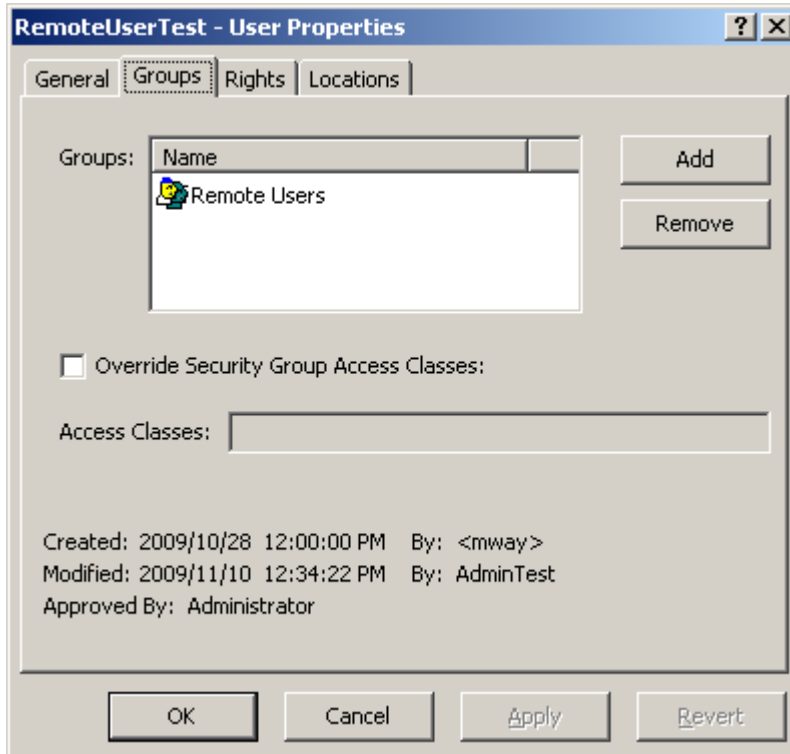 RemoteUserTest - User Properties
General Groups Rights Locations
Groups: Name Add
Remote Users
Remove
Override Security Group Access Classes:
Access Classes:
Created: 2009/10/28 12:00:00 PM By: <mway>
Modified: 2009/11/10 12:34:22 PM By: AdminTest
Approved By: Administrator
OK Cancel Apply Revert